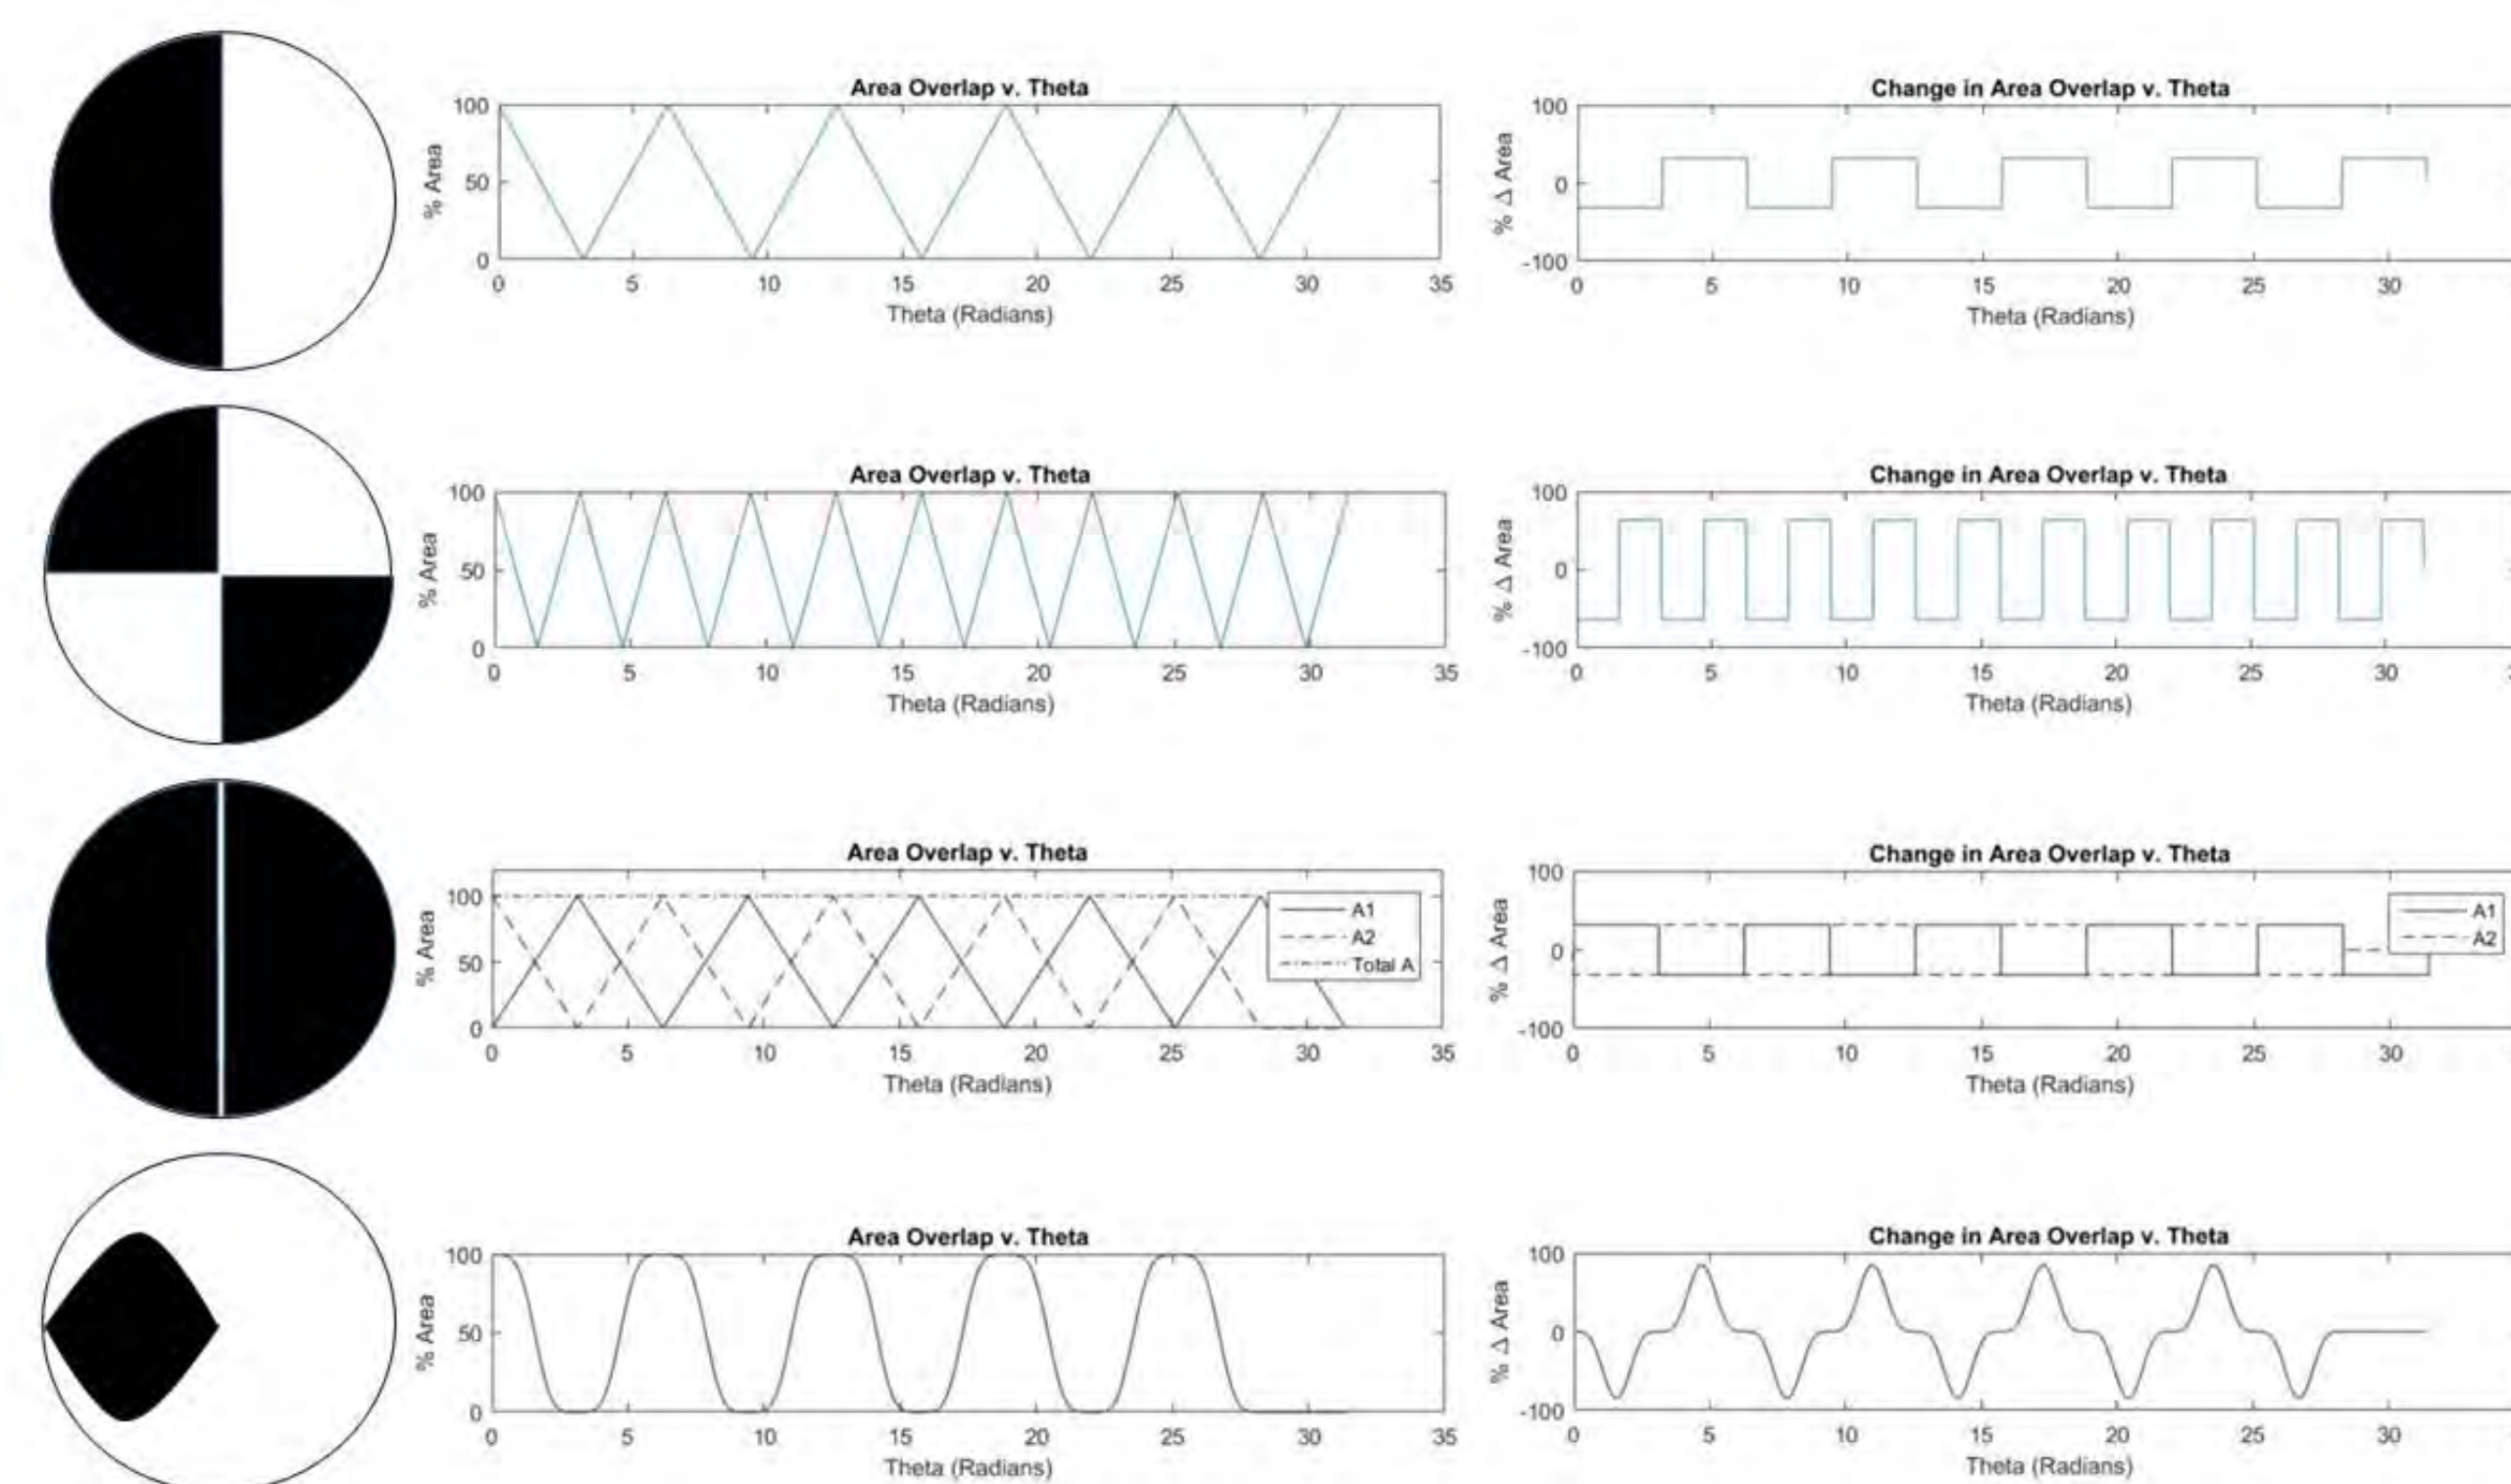 Area Overlap v. Theta
100
50
0
% Area
0 5 10 15 20 25 30 35
Theta (Radians)
Change in Area Overlap v. Theta
100
0
-100
% Δ Area
0 5 10 15 20 25 30
Theta (Radians)
Area Overlap v. Theta
100
50
0
% Area
0 5 10 15 20 25 30 35
Theta (Radians)
Change in Area Overlap v. Theta
100
0
-100
% Δ Area
0 5 10 15 20 25 30
Theta (Radians)
Area Overlap v. Theta
100
50
0
% Area
A1
A2
Total A
0 5 10 15 20 25 30 35
Theta (Radians)
Change in Area Overlap v. Theta
100
0
-100
% Δ Area
A1
A2
0 5 10 15 20 25 30
Theta (Radians)
Area Overlap v. Theta
100
50
0
% Area
0 5 10 15 20 25 30 35
Theta (Radians)
Change in Area Overlap v. Theta
100
0
-100
% Δ Area
0 5 10 15 20 25 30
Theta (Radians)